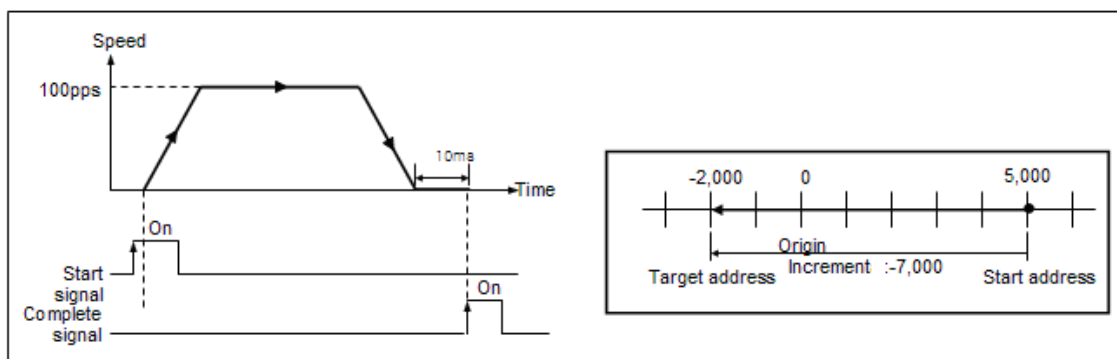 Speed
100pps
10ms
Time
On
Start
signal
On
Complete
signal
-2,000 0 5,000
Origin
Increment :-7,000
Target address Start address